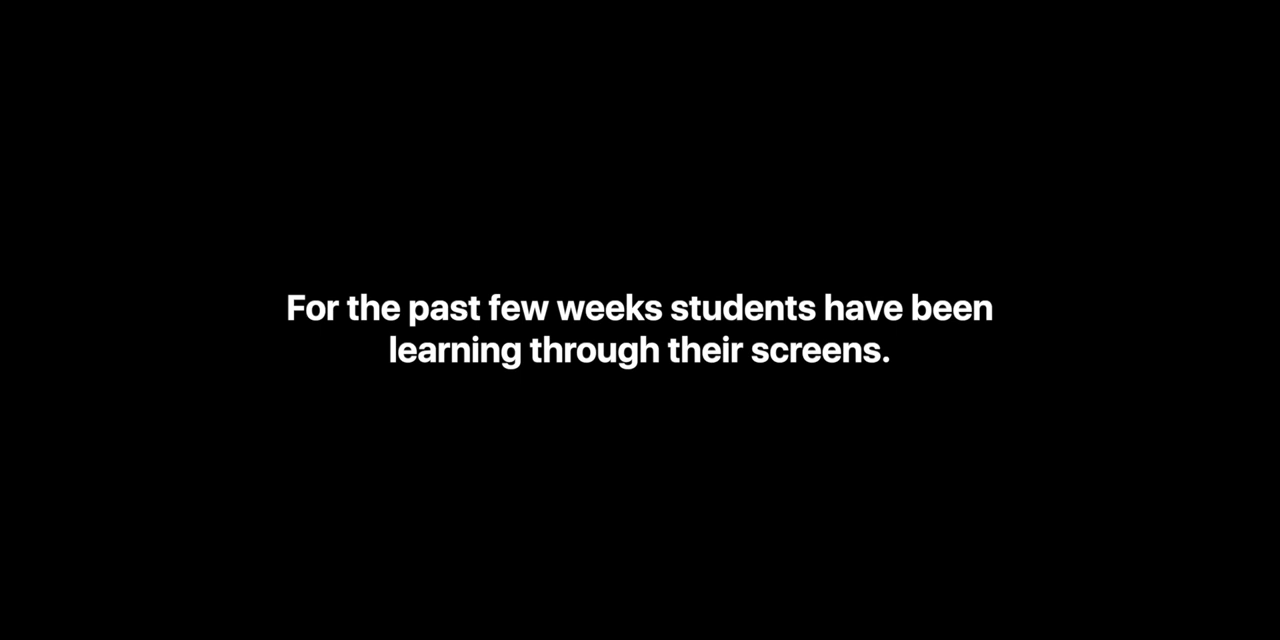 For the past few weeks students have been
learning through their screens.